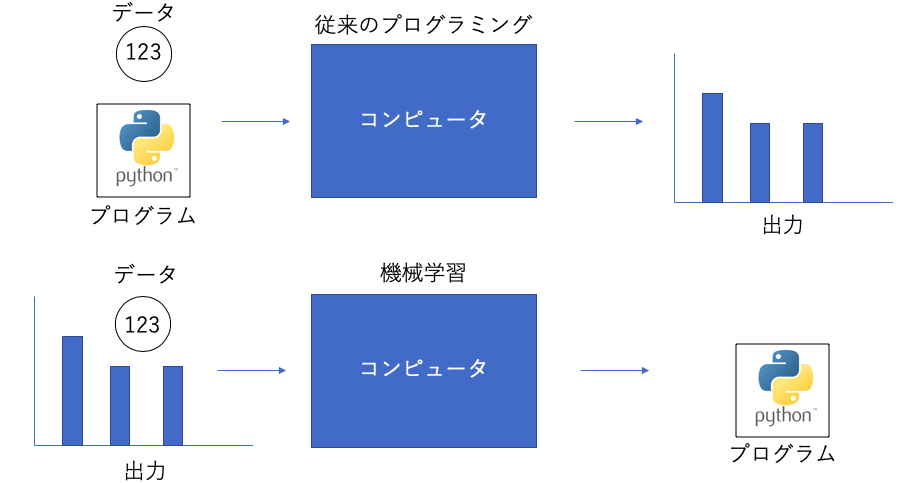 データ
123
python™
プログラム
従来のプログラミング
コンピュータ
出力
データ
123
出力
機械学習
コンピュータ
python™
プログラム